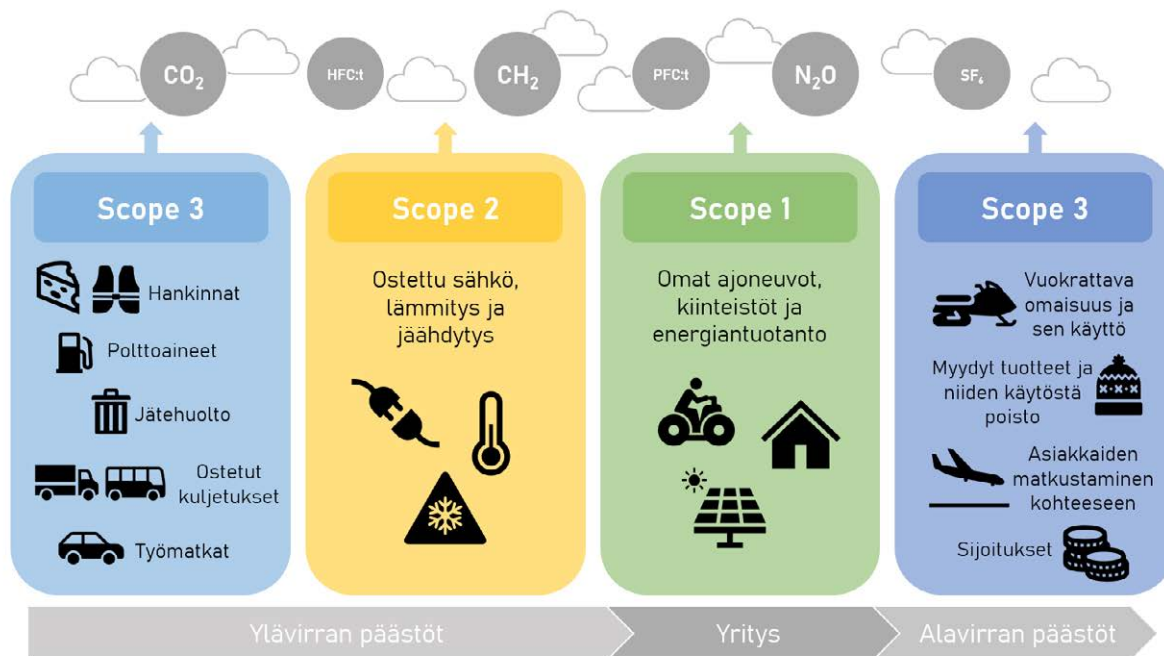 CO₂
HFC:t
CH₂
PFC:t
N₂O
SF₆
Scope 3
Hankinnat
Polttoaineet
Jätehuolto
Ostetut
kuljetukset
Työmatkat
Scope 2
Ostettu sähkö,
lämmitys ja
jäähdytys
Scope 1
Omat ajoneuvot,
kiinteistöt ja
energiantuotanto
Scope 3
Vuokrattava
omaisuus ja
sen käyttö
Myydyt tuotteet ja
niiden käytöstä
poisto
Asiakkaiden
matkustaminen
kohteeseen
Sijoitukset
Ylävirran päästöt
Yritys
Alavirran päästöt